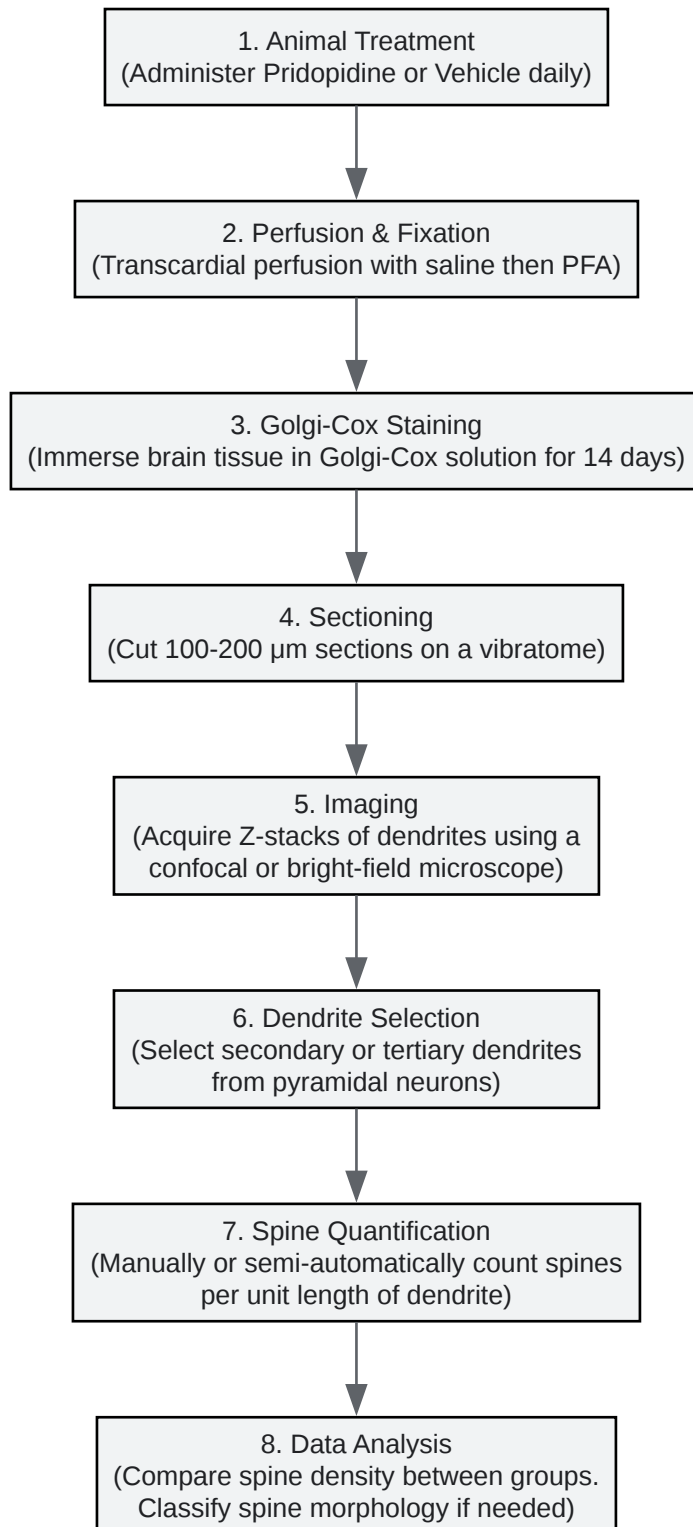 1. Animal Treatment
(Administer Pridopidine or Vehicle daily)
2. Perfusion & Fixation
(Transcardial perfusion with saline then PFA)
3. Golgi-Cox Staining
(Immerse brain tissue in Golgi-Cox solution for 14 days)
4. Sectioning
(Cut 100-200 µm sections on a vibratome)
5. Imaging
(Acquire Z-stacks of dendrites using a
confocal or bright-field microscope)
6. Dendrite Selection
(Select secondary or tertiary dendrites
from pyramidal neurons)
7. Spine Quantification
(Manually or semi-automatically count spines
per unit length of dendrite)
8. Data Analysis
(Compare spine density between groups.
Classify spine morphology if needed)